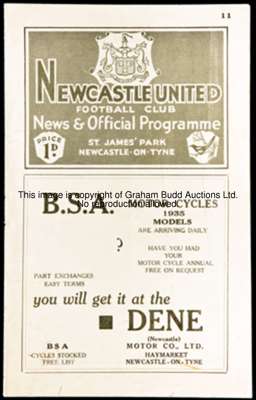 11
NEWCASTLE UNITED
FOOTBALL CLUB
News & Official Programme
PRICE
1D
ST. JAMES' PARK
NEWCASTLE-ON-TYNE
This image is copyright of Graham Budd Auctions Ltd.
No reproduction allowed
B.S.A. MOTOR CYCLES
1935
MODELS
ARE ARRIVING DAILY
?
HAVE YOU HAD
YOUR
MOTOR CYCLE ANNUAL
FREE ON REQUEST
PART EXCHANGES
EASY TERMS
you will get it at the
DENE
(Newcastle)
MOTOR CO., LTD.
HAYMARKET
NEWCASTLE-ON-TYNE
BSA
-CYCLES STOCKED
FREE LIST